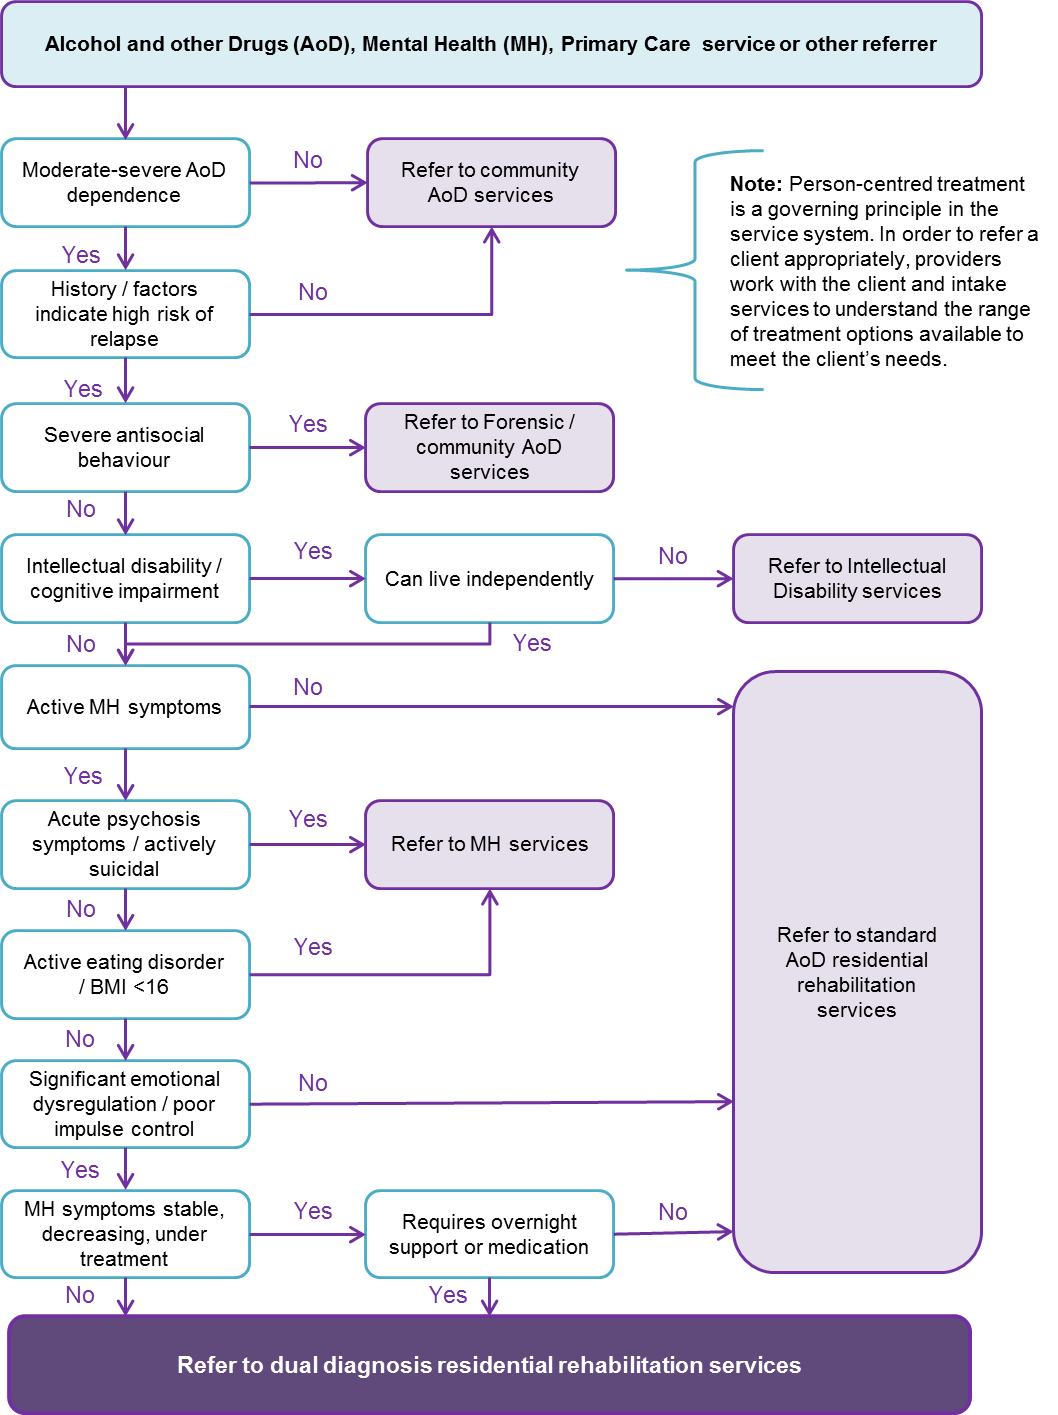 Alcohol and other Drugs (AoD), Mental Health (MH), Primary Care service or other referrer
Moderate-severe AoD
dependence
No
Refer to community
AoD services
Note: Person-centred treatment
is a governing principle in the
service system. In order to refer a
client appropriately, providers
work with the client and intake
services to understand the range
of treatment options available to
meet the client's needs.
Yes
History / factors
indicate high risk of
relapse
No
Yes
Severe antisocial
behaviour
Yes
Refer to Forensic /
community AoD
services
No
Intellectual disability /
cognitive impairment
Yes
Can live independently
No
Refer to Intellectual
Disability services
No
Yes
Active MH symptoms
No
Yes
Acute psychosis
symptoms / actively
suicidal
Yes
Refer to MH services
No
Active eating disorder
/ BMI <16
Yes
Refer to standard
AoD residential
rehabilitation
services
No
Significant emotional
dysregulation / poor
impulse control
No
Yes
MH symptoms stable,
decreasing, under
treatment
Yes
Requires overnight
support or medication
No
No
Yes
Refer to dual diagnosis residential rehabilitation services